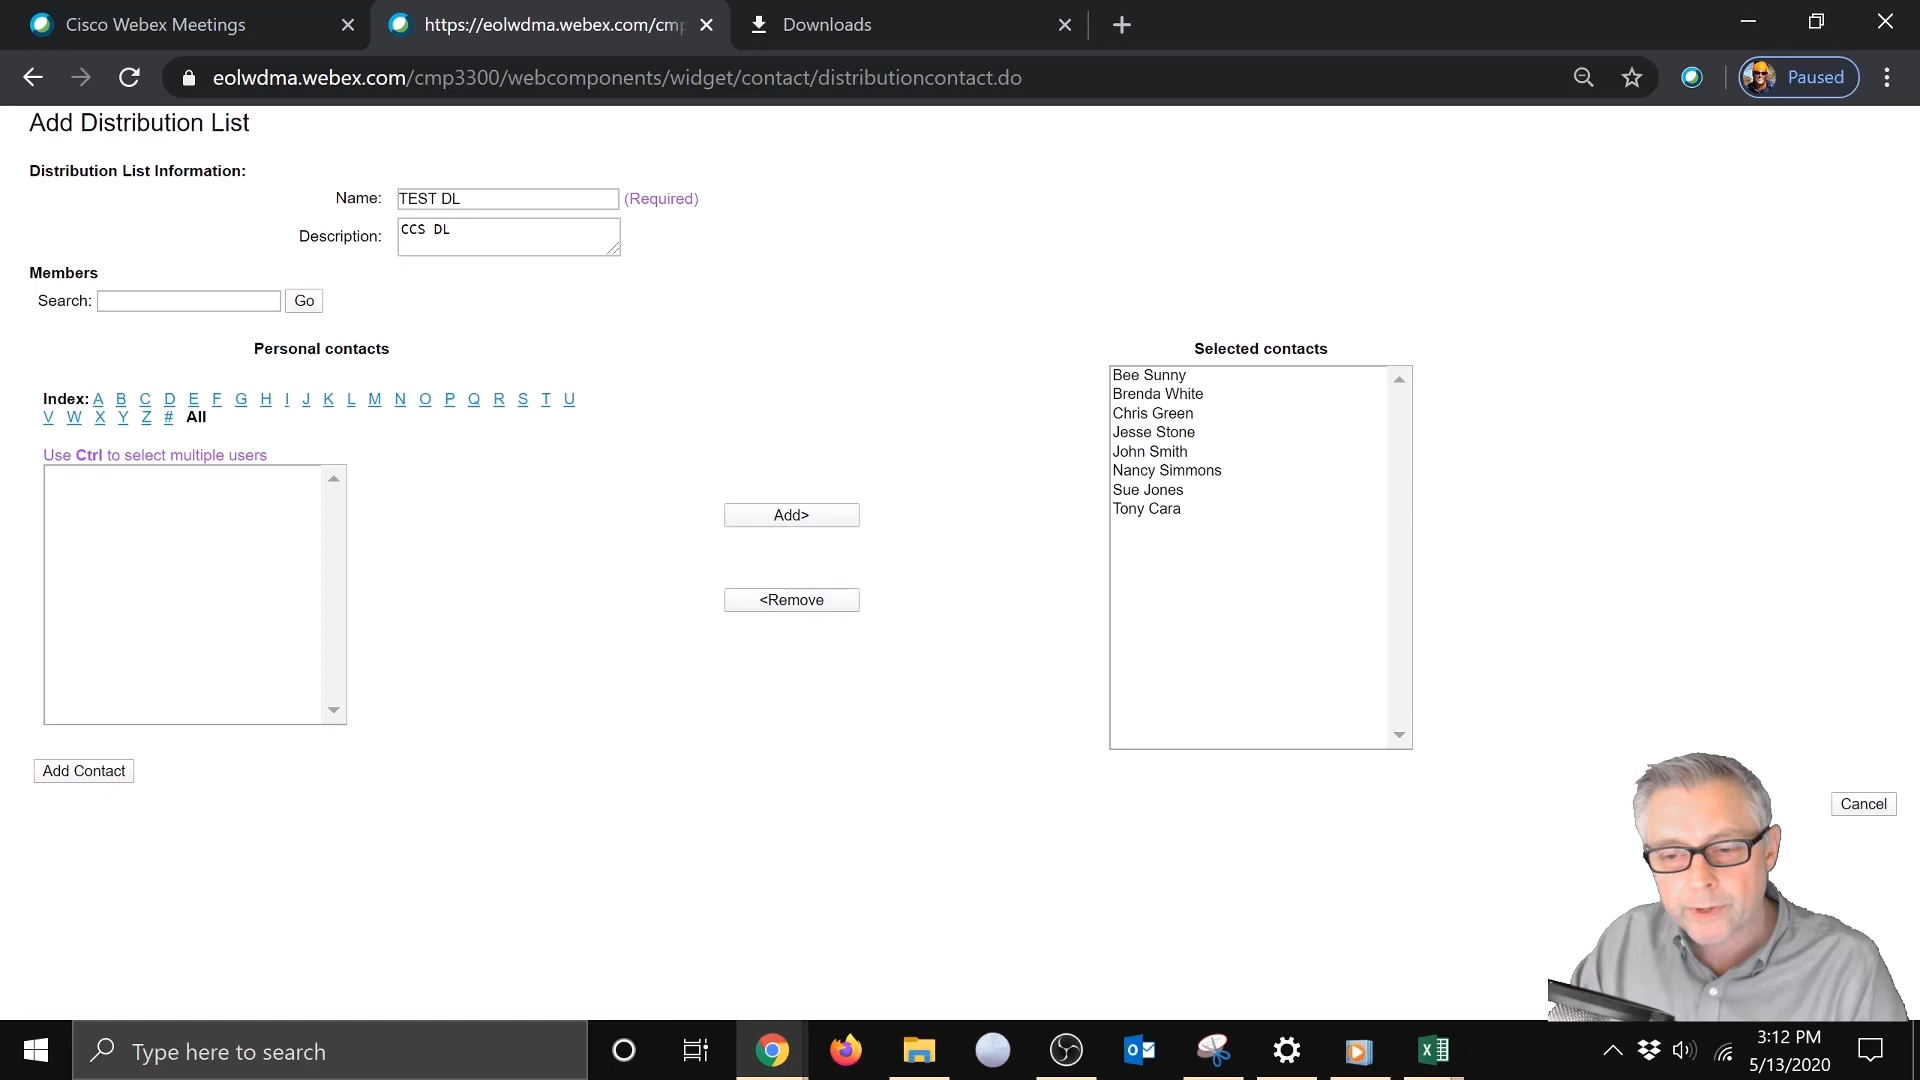 Cisco Webex Meetings
https://eolwdma.webex.com/cmp
Downloads
eolwdma.webex.com/cmp3300/webcomponents/widget/contact/distributioncontact.do
Paused
Add Distribution List
Distribution List Information:
Name: TEST DL (Required)
Description: CCS DL
Members
Search: Go
Personal contacts
Selected contacts
Index: A B C D E F G H I J K L M N O P Q R S T U
V W X Y Z # All
Use Ctrl to select multiple users
Bee Sunny
Brenda White
Chris Green
Jesse Stone
John Smith
Nancy Simmons
Sue Jones
Tony Cara
Add>
<Remove
Add Contact
Cancel
Type here to search
3:12 PM
5/13/2020